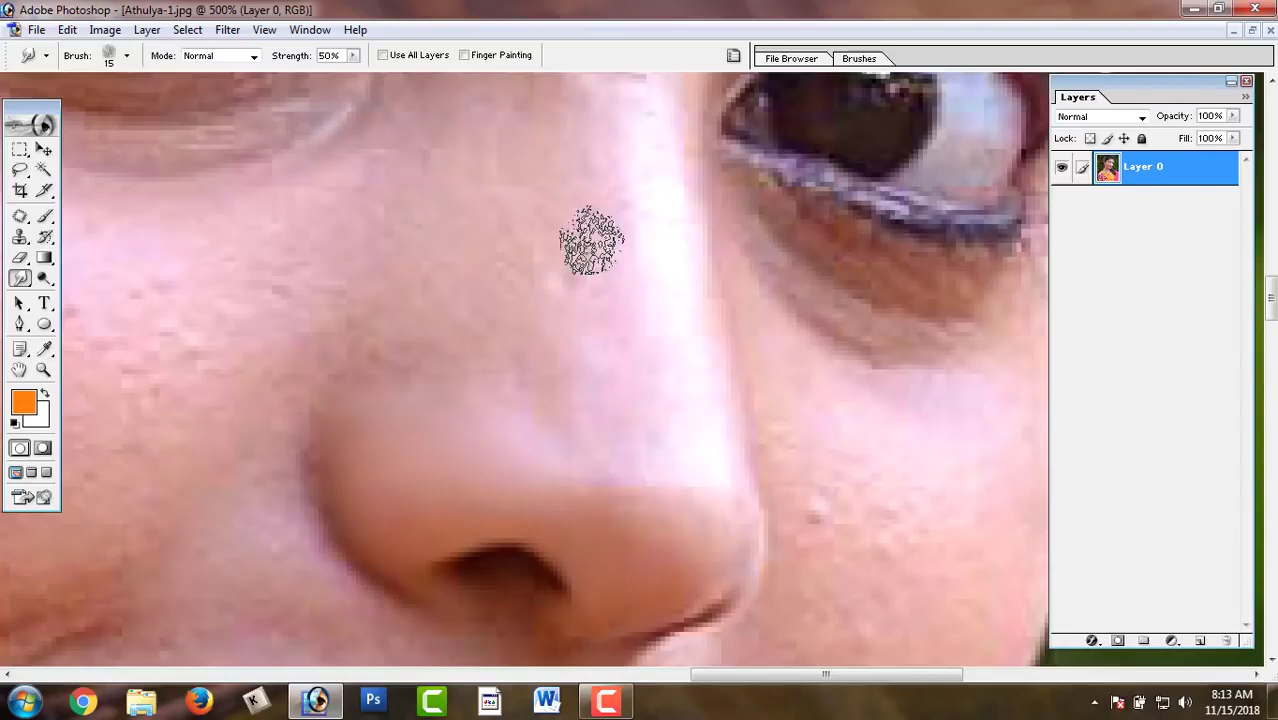 Adobe Photoshop - [Athulya-1.jpg @ 500% (Layer 0, RGB)]
File Edit Image Layer Select Filter View Window Help
Brush: 15 Mode: Normal Strength: 50% Use All Layers Finger Painting File Browser Brushes
Layers
Normal Opacity: 100%
Lock: Fill: 100%
Layer 0
T
K Ps C W C
8:13 AM
11/15/2018